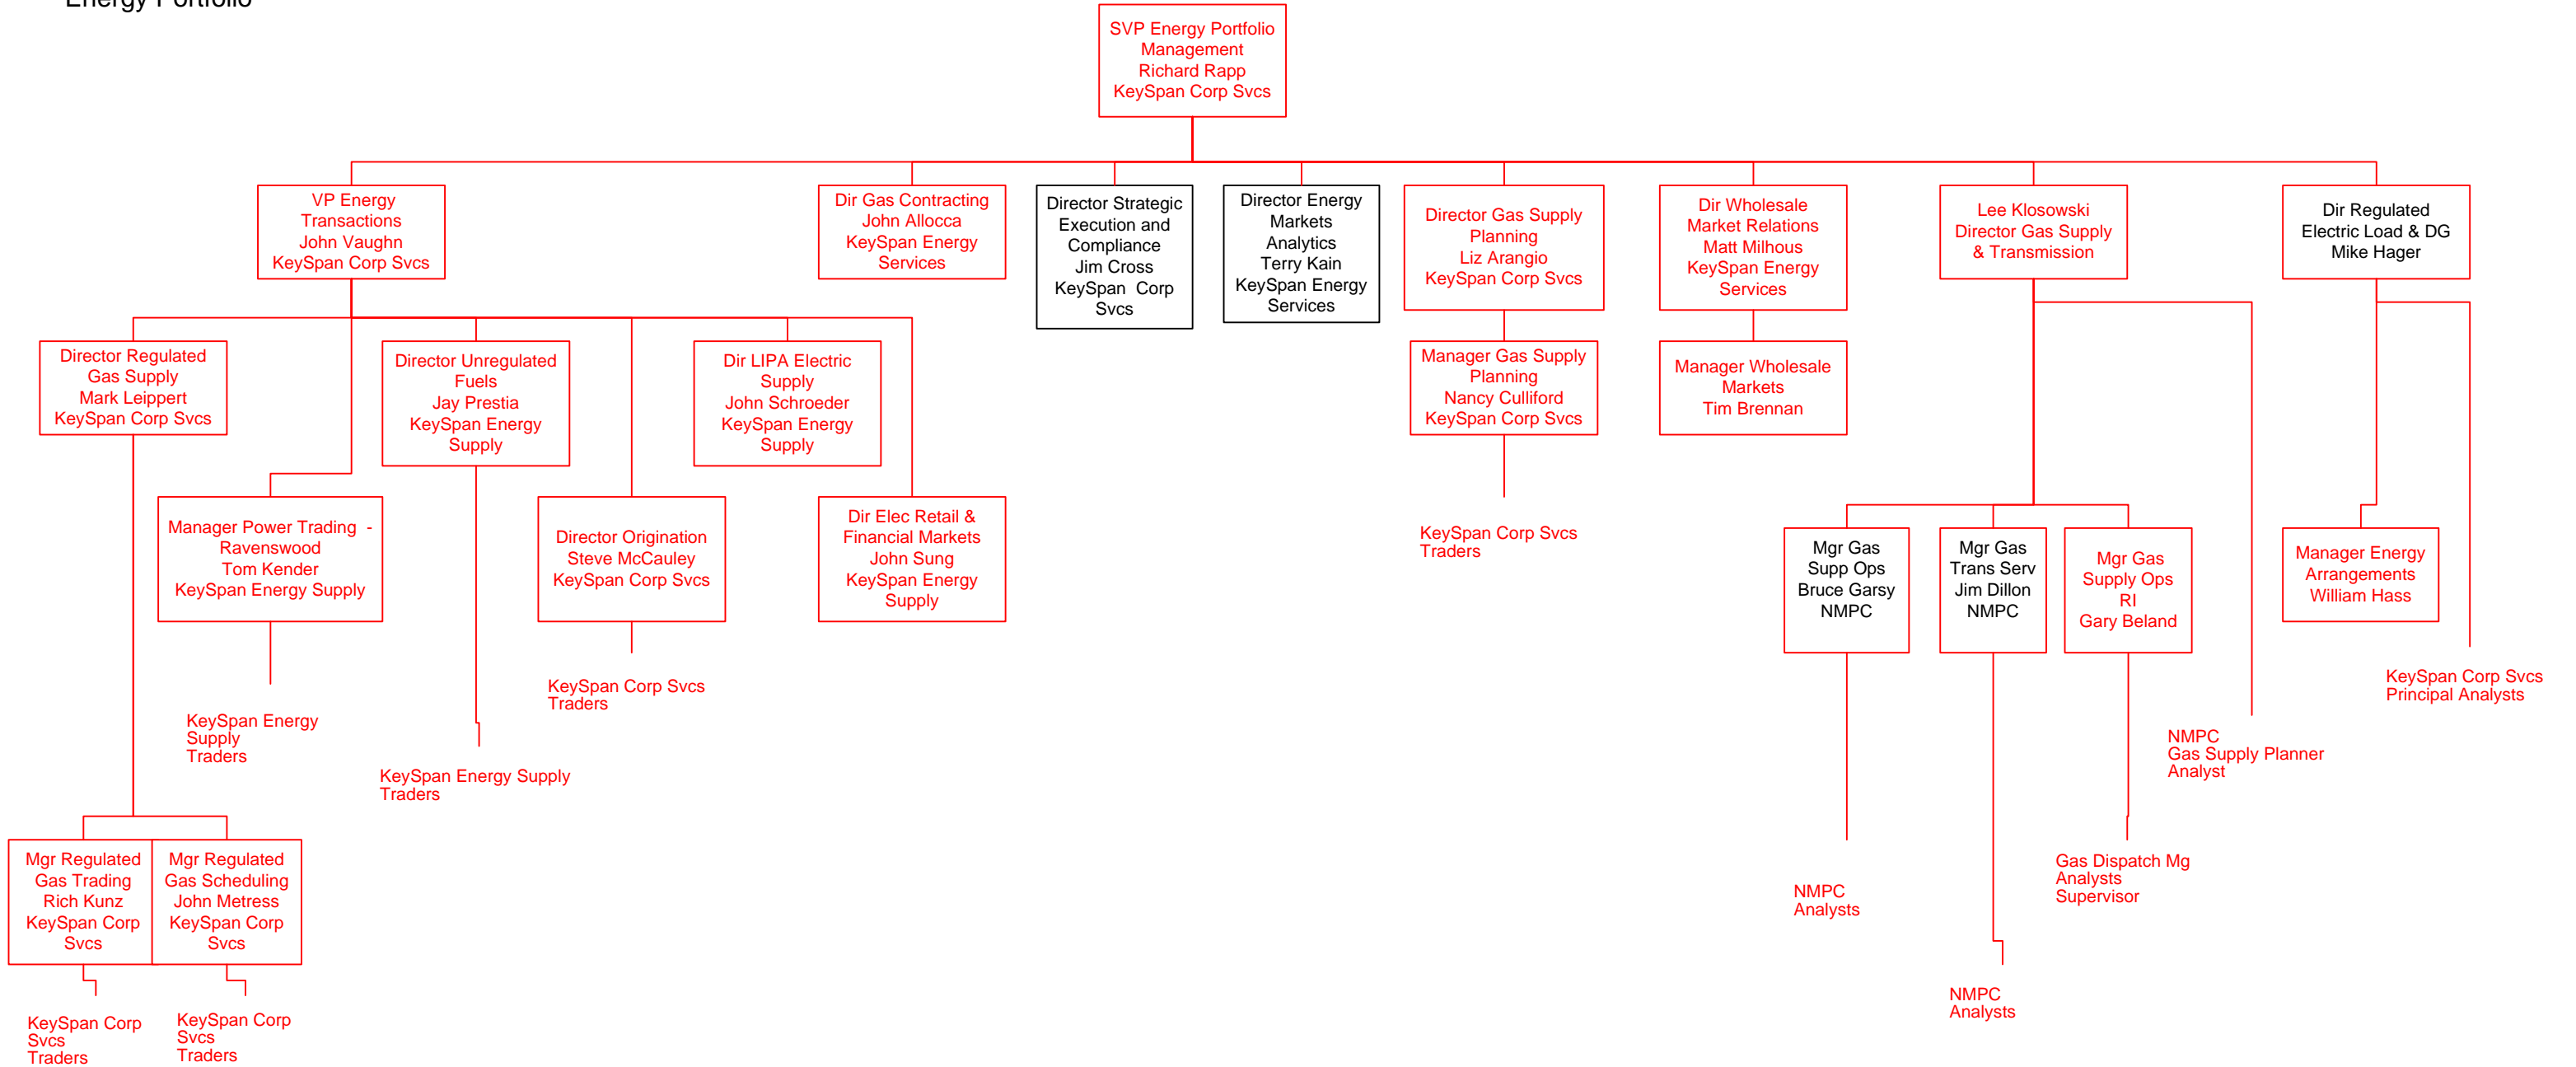 Energy Portfolio
SVP Energy Portfolio
Management
Richard Rapp
KeySpan Corp Svcs
VP Energy
Transactions
John Vaughn
KeySpan Corp Svcs
Dir Gas Contracting
John Allocca
KeySpan Energy
Services
Director Strategic
Execution and
Compliance
Jim Cross
KeySpan Corp
Svcs
Director Energy
Markets
Analytics
Terry Kain
KeySpan Energy
Services
Director Gas Supply
Planning
Liz Arangio
KeySpan Corp Svcs
Dir Wholesale
Market Relations
Matt Milhous
KeySpan Energy
Services
Lee Klosowski
Director Gas Supply
& Transmission
Dir Regulated
Electric Load & DG
Mike Hager
Director Regulated
Gas Supply
Mark Leippert
KeySpan Corp Svcs
Director Unregulated
Fuels
Jay Prestia
KeySpan Energy
Supply
Dir LIPA Electric
Supply
John Schroeder
KeySpan Energy
Supply
Manager Gas Supply
Planning
Nancy Culliford
KeySpan Corp Svcs
Manager Wholesale
Markets
Tim Brennan
Manager Power Trading -
Ravenswood
Tom Kender
KeySpan Energy Supply
Director Origination
Steve McCauley
KeySpan Corp Svcs
Dir Elec Retail &
Financial Markets
John Sung
KeySpan Energy
Supply
KeySpan Corp Svcs
Traders
Mgr Gas
Supp Ops
Bruce Garsy
NMPC
Mgr Gas
Trans Serv
Jim Dillon
NMPC
Mgr Gas
Supply Ops
RI
Gary Beland
Manager Energy
Arrangements
William Hass
KeySpan Corp Svcs
Traders
KeySpan Corp Svcs
Principal Analysts
KeySpan Energy
Supply
Traders
KeySpan Energy Supply
Traders
NMPC
Gas Supply Planner
Analyst
Mgr Regulated
Gas Trading
Rich Kunz
KeySpan Corp
Svcs
Mgr Regulated
Gas Scheduling
John Metress
KeySpan Corp
Svcs
NMPC
Analysts
Gas Dispatch Mg
Analysts
Supervisor
NMPC
Analysts
KeySpan Corp
Svcs
Traders
KeySpan Corp
Svcs
Traders